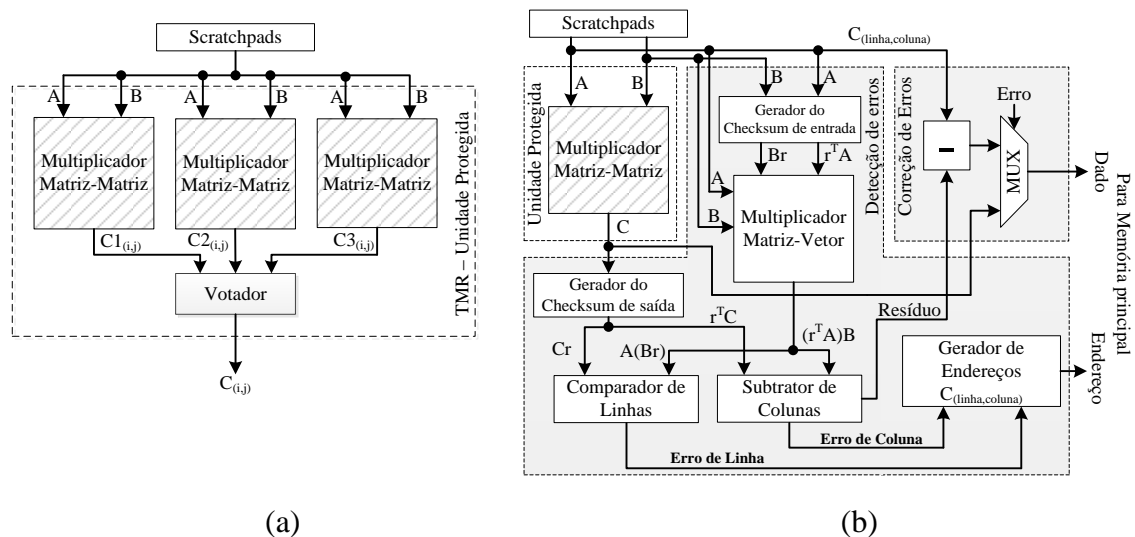 Scratchpads
A
B
A
B
A
B
Multiplicador
Matriz-Matriz
Multiplicador
Matriz-Matriz
Multiplicador
Matriz-Matriz
C1(i,j)
C2(i,j)
C3(i,j)
Votador
C(i,j)
TMR – Unidade Protegida
(a)
Scratchpads
C(linha,coluna)
A
B
B
A
Unidade Protegida
Multiplicador
Matriz-Matriz
C
Gerador do
Checksum de entrada
Br
rTA
A
B
Multiplicador
Matriz-Vetor
Detecção de erros
Correção de Erros
Erro
-
MUX
Dado
Para Memória principal
Endereço
Gerador do
Checksum de saída
Cr
rTC
A(Br)
(rTA)B
Resíduo
Comparador de
Linhas
Subtrator de
Colunas
Gerador de
Endereços
C(linha,coluna)
Erro de Coluna
Erro de Linha
(b)